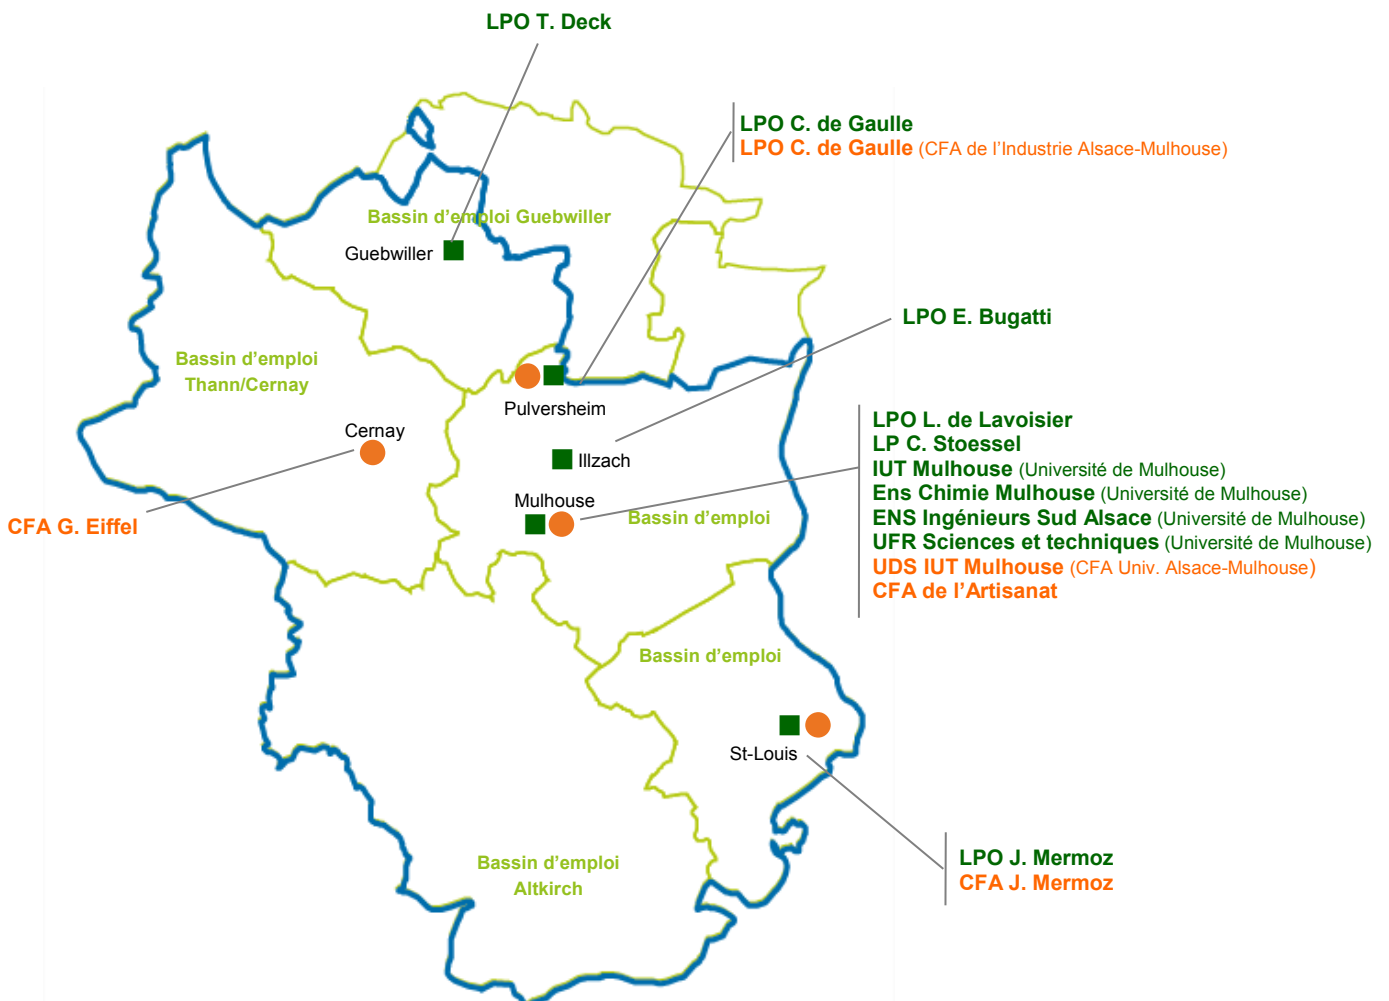 LPO T. Deck
LPO C. de Gaulle
LPO C. de Gaulle (CFA de l'Industrie Alsace-Mulhouse)
Bassin d'emploi Guebwiller
Guebwiller
LPO E. Bugatti
Bassin d'emploi
Thann/Cernay
Pulversheim
Cernay
Illzach
Mulhouse
Bassin d'emploi
CFA G. Eiffel
LPO L. de Lavoisier
LP C. Stoessel
IUT Mulhouse (Université de Mulhouse)
Ens Chimie Mulhouse (Université de Mulhouse)
ENS Ingénieurs Sud Alsace (Université de Mulhouse)
UFR Sciences et techniques (Université de Mulhouse)
UDS IUT Mulhouse (CFA Univ. Alsace-Mulhouse)
CFA de l'Artisanat
Bassin d'emploi
St-Louis
LPO J. Mermoz
CFA J. Mermoz
Bassin d'emploi
Altkirch